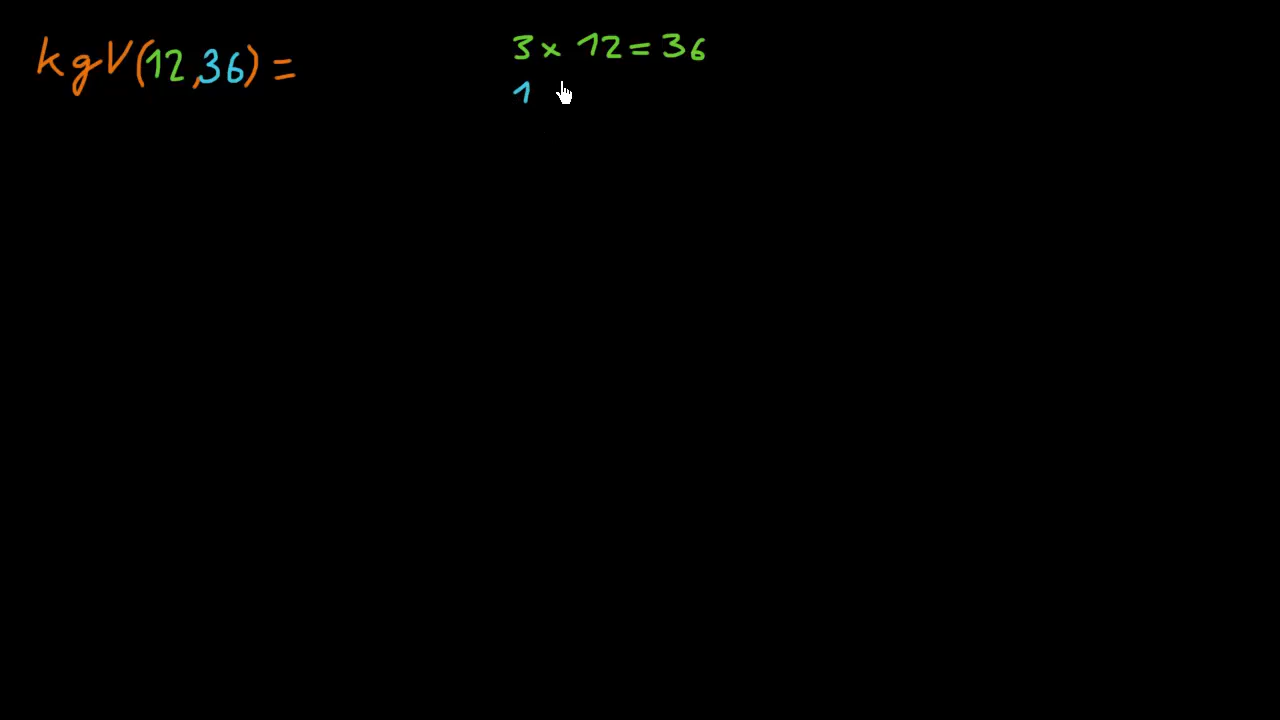 kgV(12,36) =
3 × 12 = 36
1